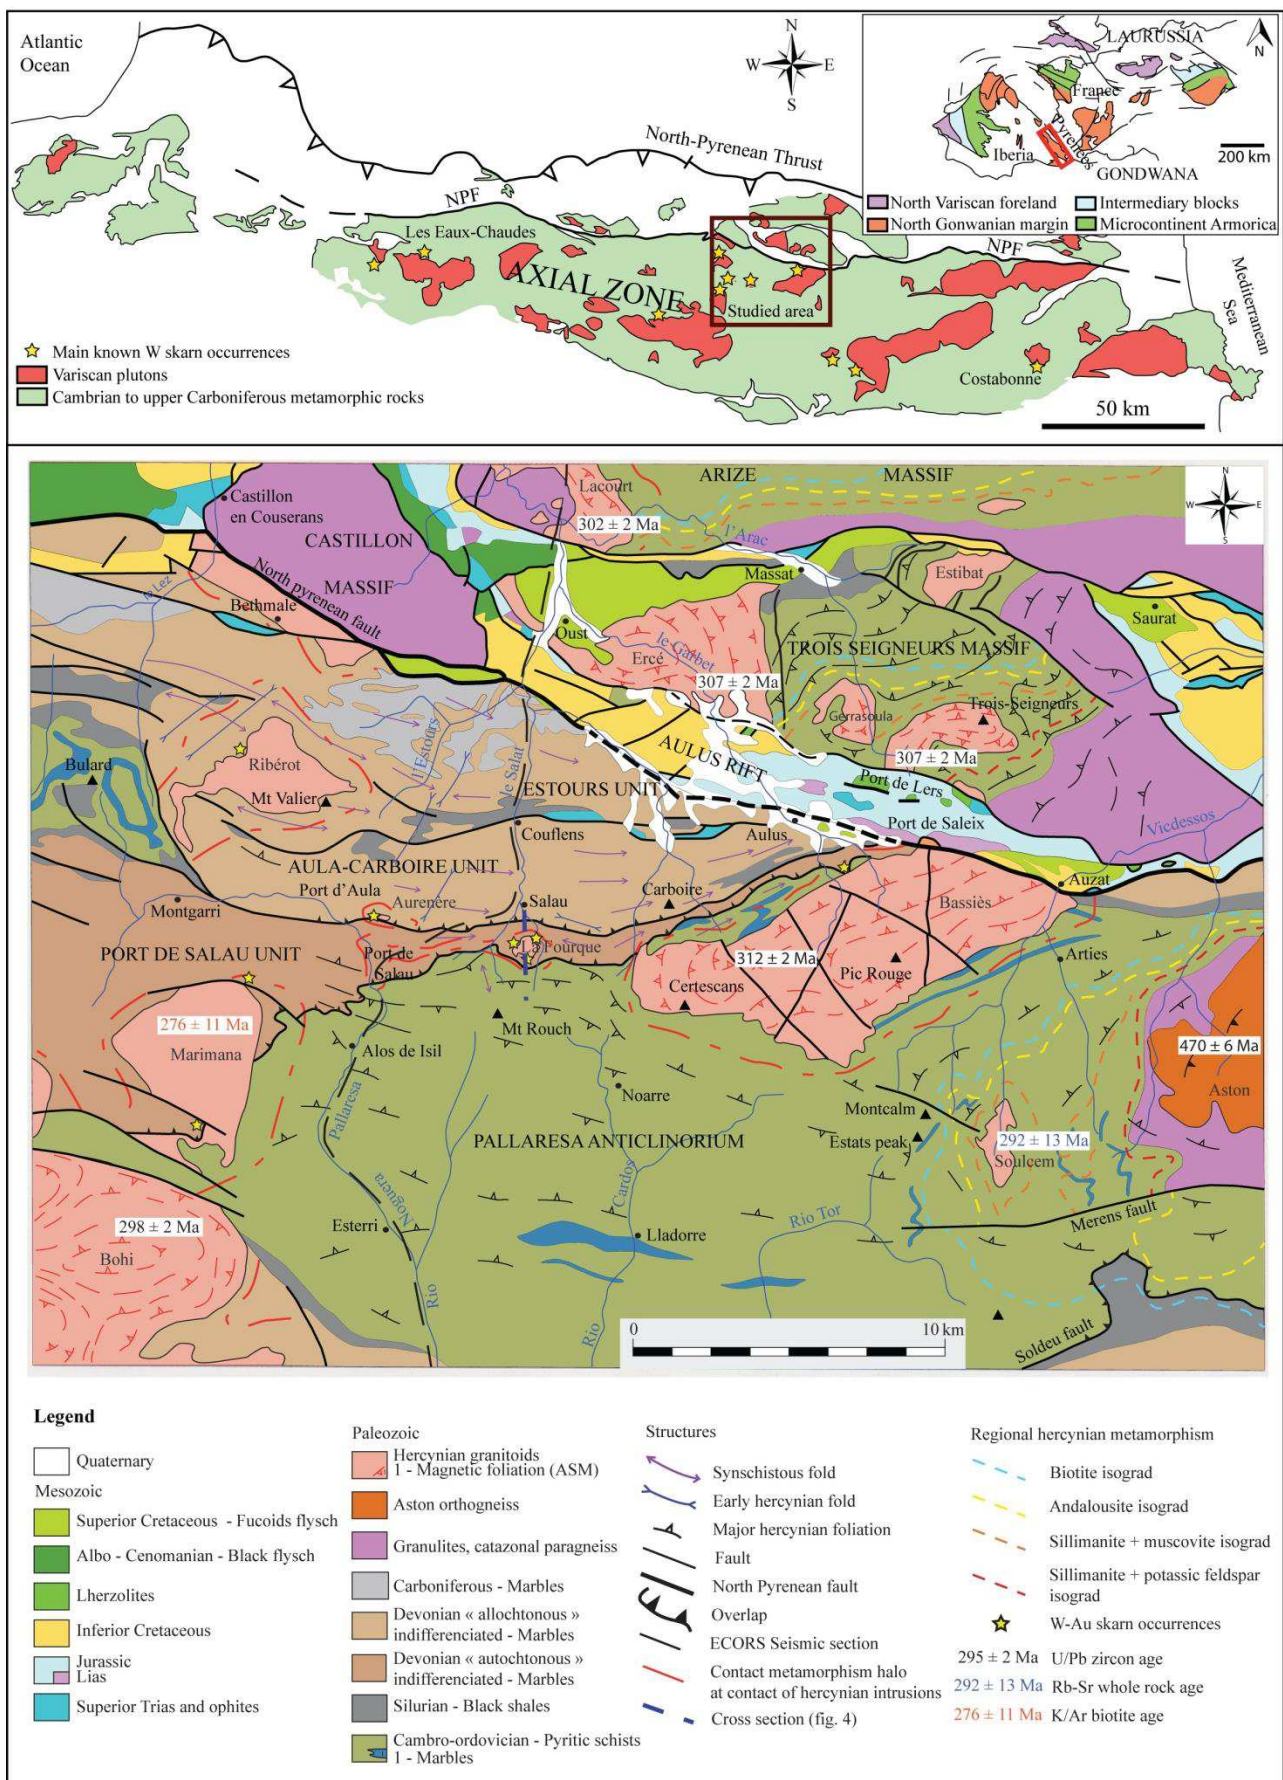 Atlantic
Ocean
N
W
E
S
North-Pyrenean Thrust
NPF
Les Eaux-Chaudes
AXIAL ZONE
Studied area
NPF
Costabonne
Mediterranean
Sea
50 km
Main known W skarn occurrences
Variscan plutons
Cambrian to upper Carboniferous metamorphic rocks
LAURUSSIA
N
France
Pyrenees
Iberia
GONDWANA
200 km
North Variscan foreland
Intermediary blocks
North Gonwanian margin
Microcontinent Armorica
ARIZE
MASSIF
N
W
E
S
Lacourt
Castillon
en Couserans
302 ± 2 Ma
l'Arac
CASTILLON
MASSIF
Massat
Estibat
le Lez
Bethmale
North pyrenean fault
Oust
Saurat
le Garbet
Ercé
TROIS SEIGNEURS MASSIF
307 ± 2 Ma
Gerrasoula
Trois-Seigneurs
l'Estours
AULUS RIFT
307 ± 2 Ma
Bulard
Ribérot
le Salat
Port de Lers
Mt Valier
ESTOURS UNIT
Port de Saleix
Vicdessos
Couflens
Aulus
AULA-CARBOIRE UNIT
Port d'Aula
Carboire
Auzat
Montgarri
Aurenère
Salau
Bassiès
PORT DE SALAU UNIT
Port de
Salau
La Fourque
312 ± 2 Ma
Pic Rouge
Arties
Certescans
276 ± 11 Ma
Mt Rouch
Marimana
Alos de Isil
470 ± 6 Ma
Aston
Noarre
Montcalm
Pallaresa
PALLARESA ANTICLINORIUM
Estats peak
292 ± 13 Ma
Soulcem
Cardos
Noguera
298 ± 2 Ma
Esterri
Rio Tor
Merens fault
Bohi
Lladorre
Rio
Rio
Soldeu fault
0
10 km
Legend
Quaternary
Mesozoic
Superior Cretaceous - Fucoids flysch
Albo - Cenomanian - Black flysch
Lherzolites
Inferior Cretaceous
Jurassic
Lias
Superior Trias and ophites
Paleozoic
Hercynian granitoids
1 - Magnetic foliation (ASM)
Aston orthogneiss
Granulites, catazonal paragneiss
Carboniferous - Marbles
Devonian « allochtonous »
indifferenciated - Marbles
Devonian « autochtonous »
indifferenciated - Marbles
Silurian - Black shales
Cambro-ordovician - Pyritic schists
1 - Marbles
Structures
Synschistous fold
Early hercynian fold
Major hercynian foliation
Fault
North Pyrenean fault
Overlap
ECORS Seismic section
Contact metamorphism halo
at contact of hercynian intrusions
Cross section (fig. 4)
Regional hercynian metamorphism
Biotite isograd
Andalousite isograd
Sillimanite + muscovite isograd
Sillimanite + potassic feldspar
isograd
W-Au skarn occurrences
295 ± 2 Ma U/Pb zircon age
292 ± 13 Ma Rb-Sr whole rock age
276 ± 11 Ma K/Ar biotite age